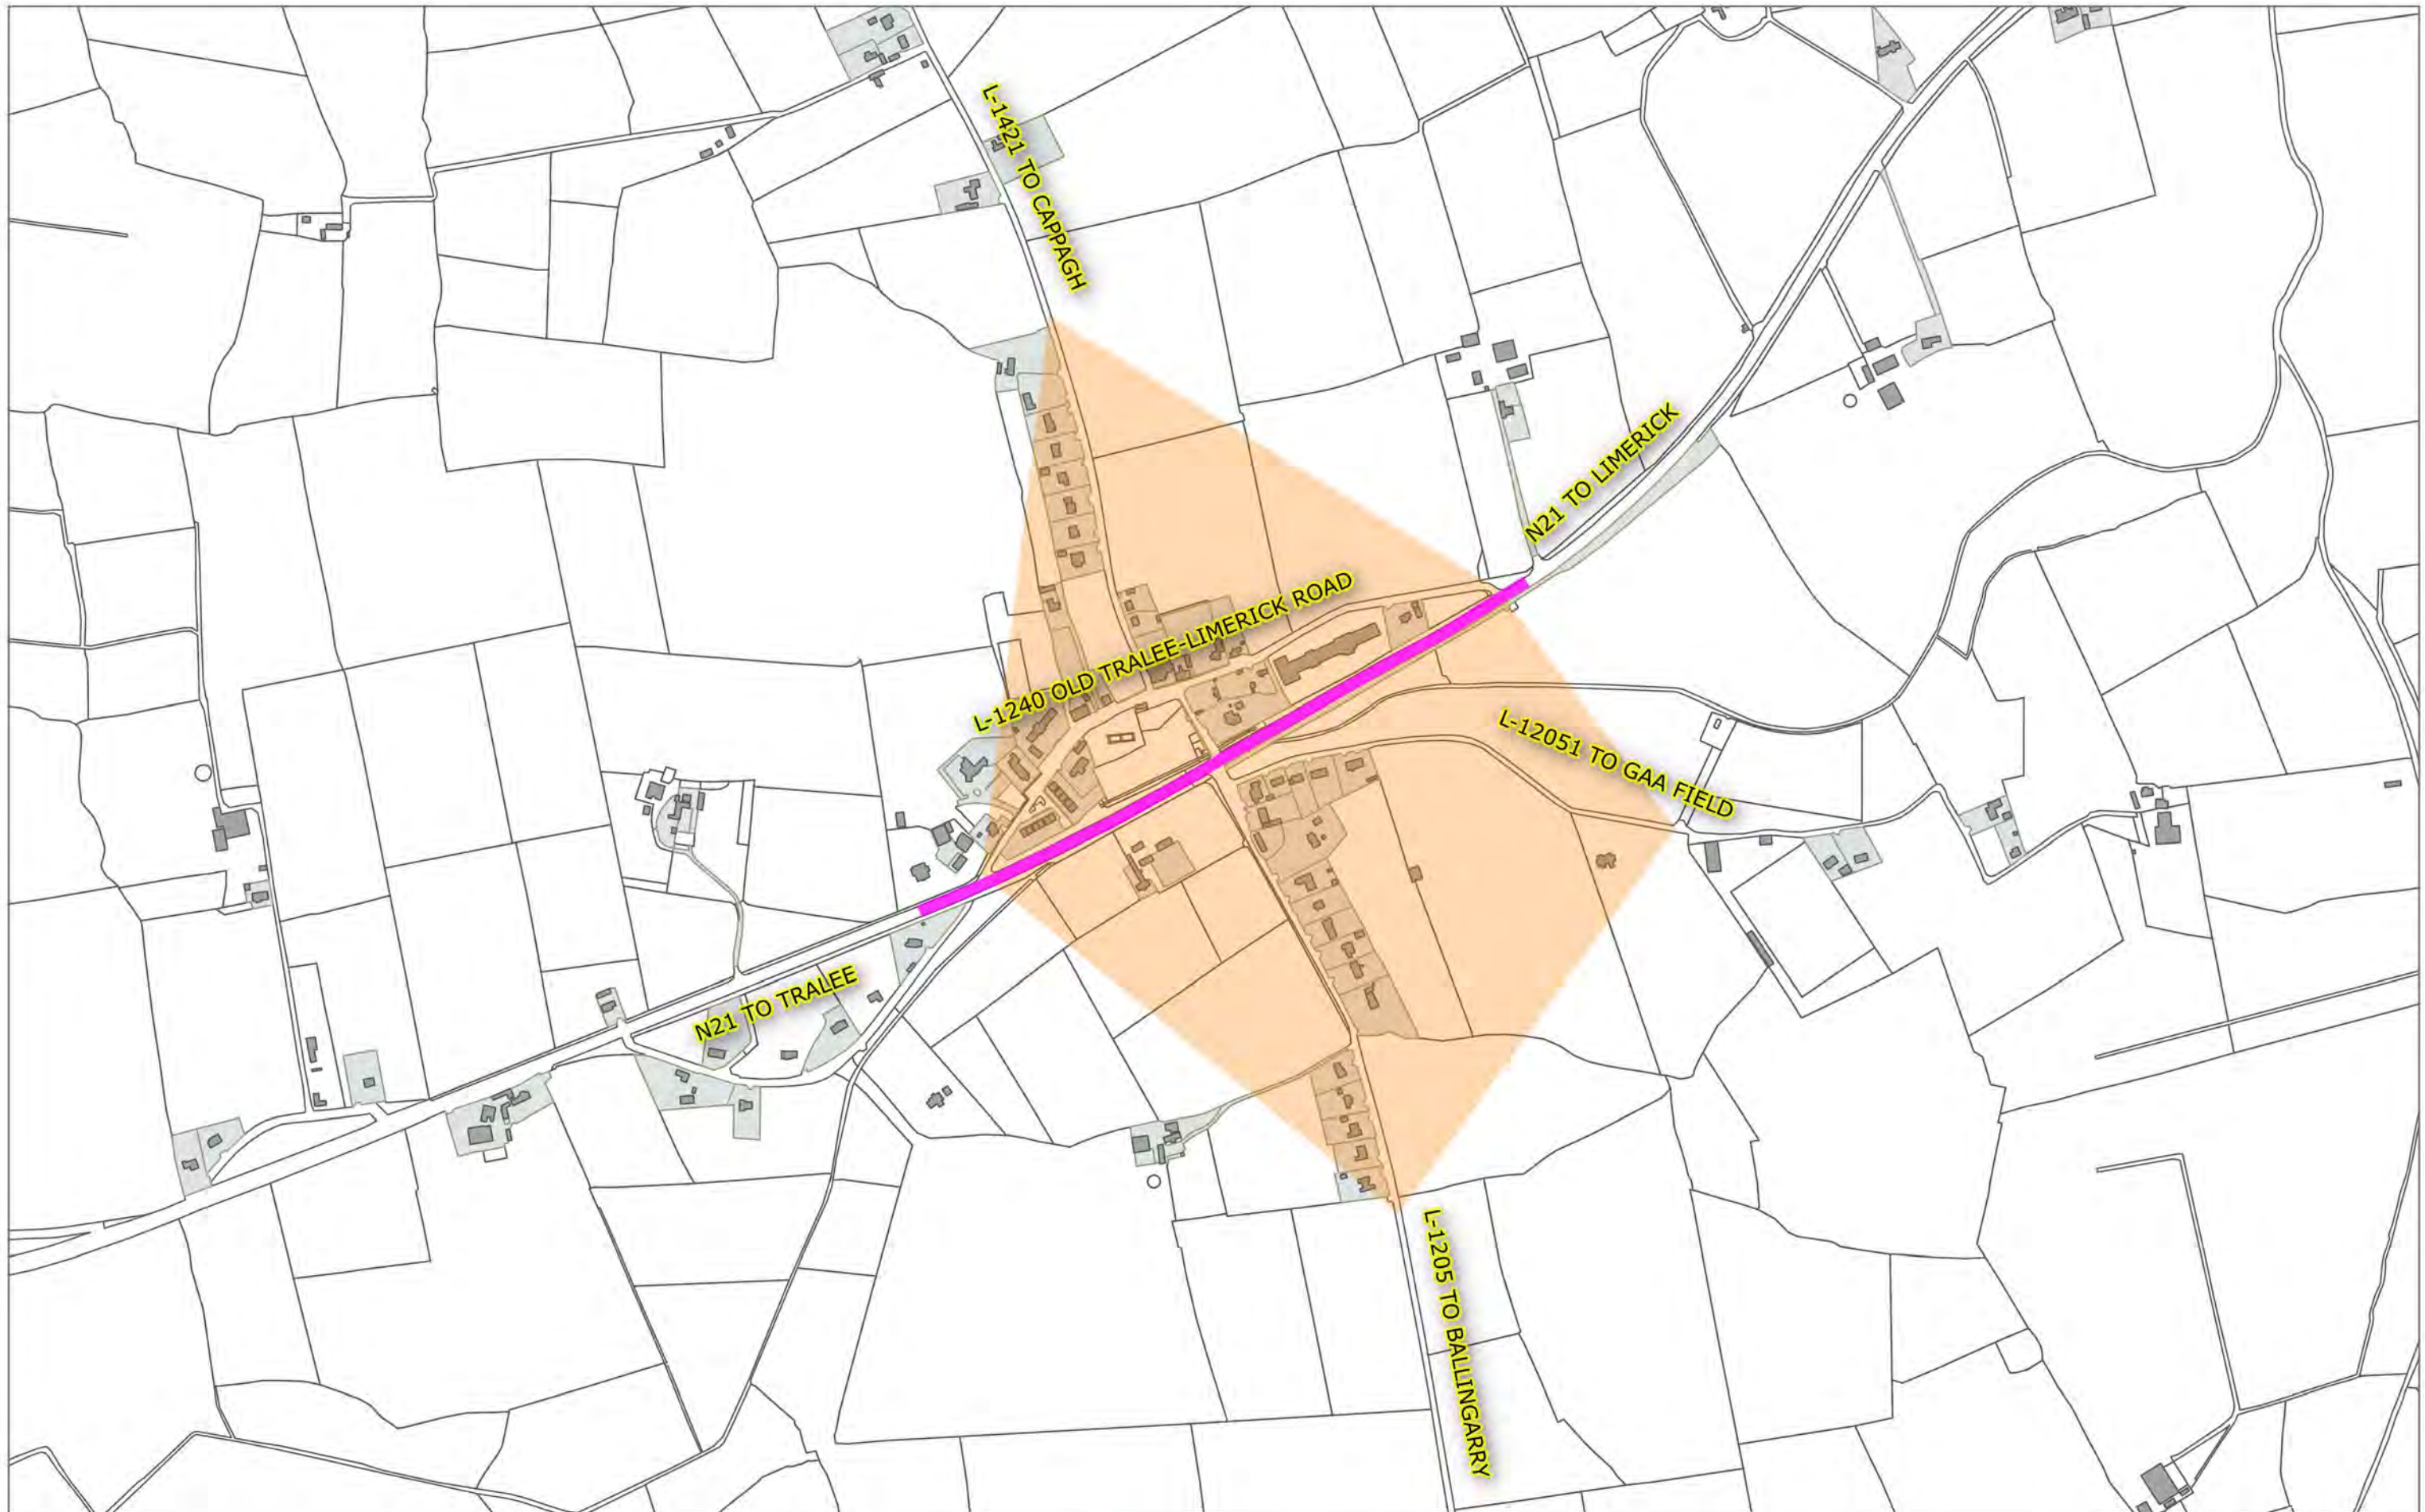 L-1421 TO CAPPAGH
N21 TO LIMERICK
L-1240 OLD TRALEE-LIMERICK ROAD
L-12051 TO GAA FIELD
N21 TO TRALEE
L-1205 TO BALLINGARRY